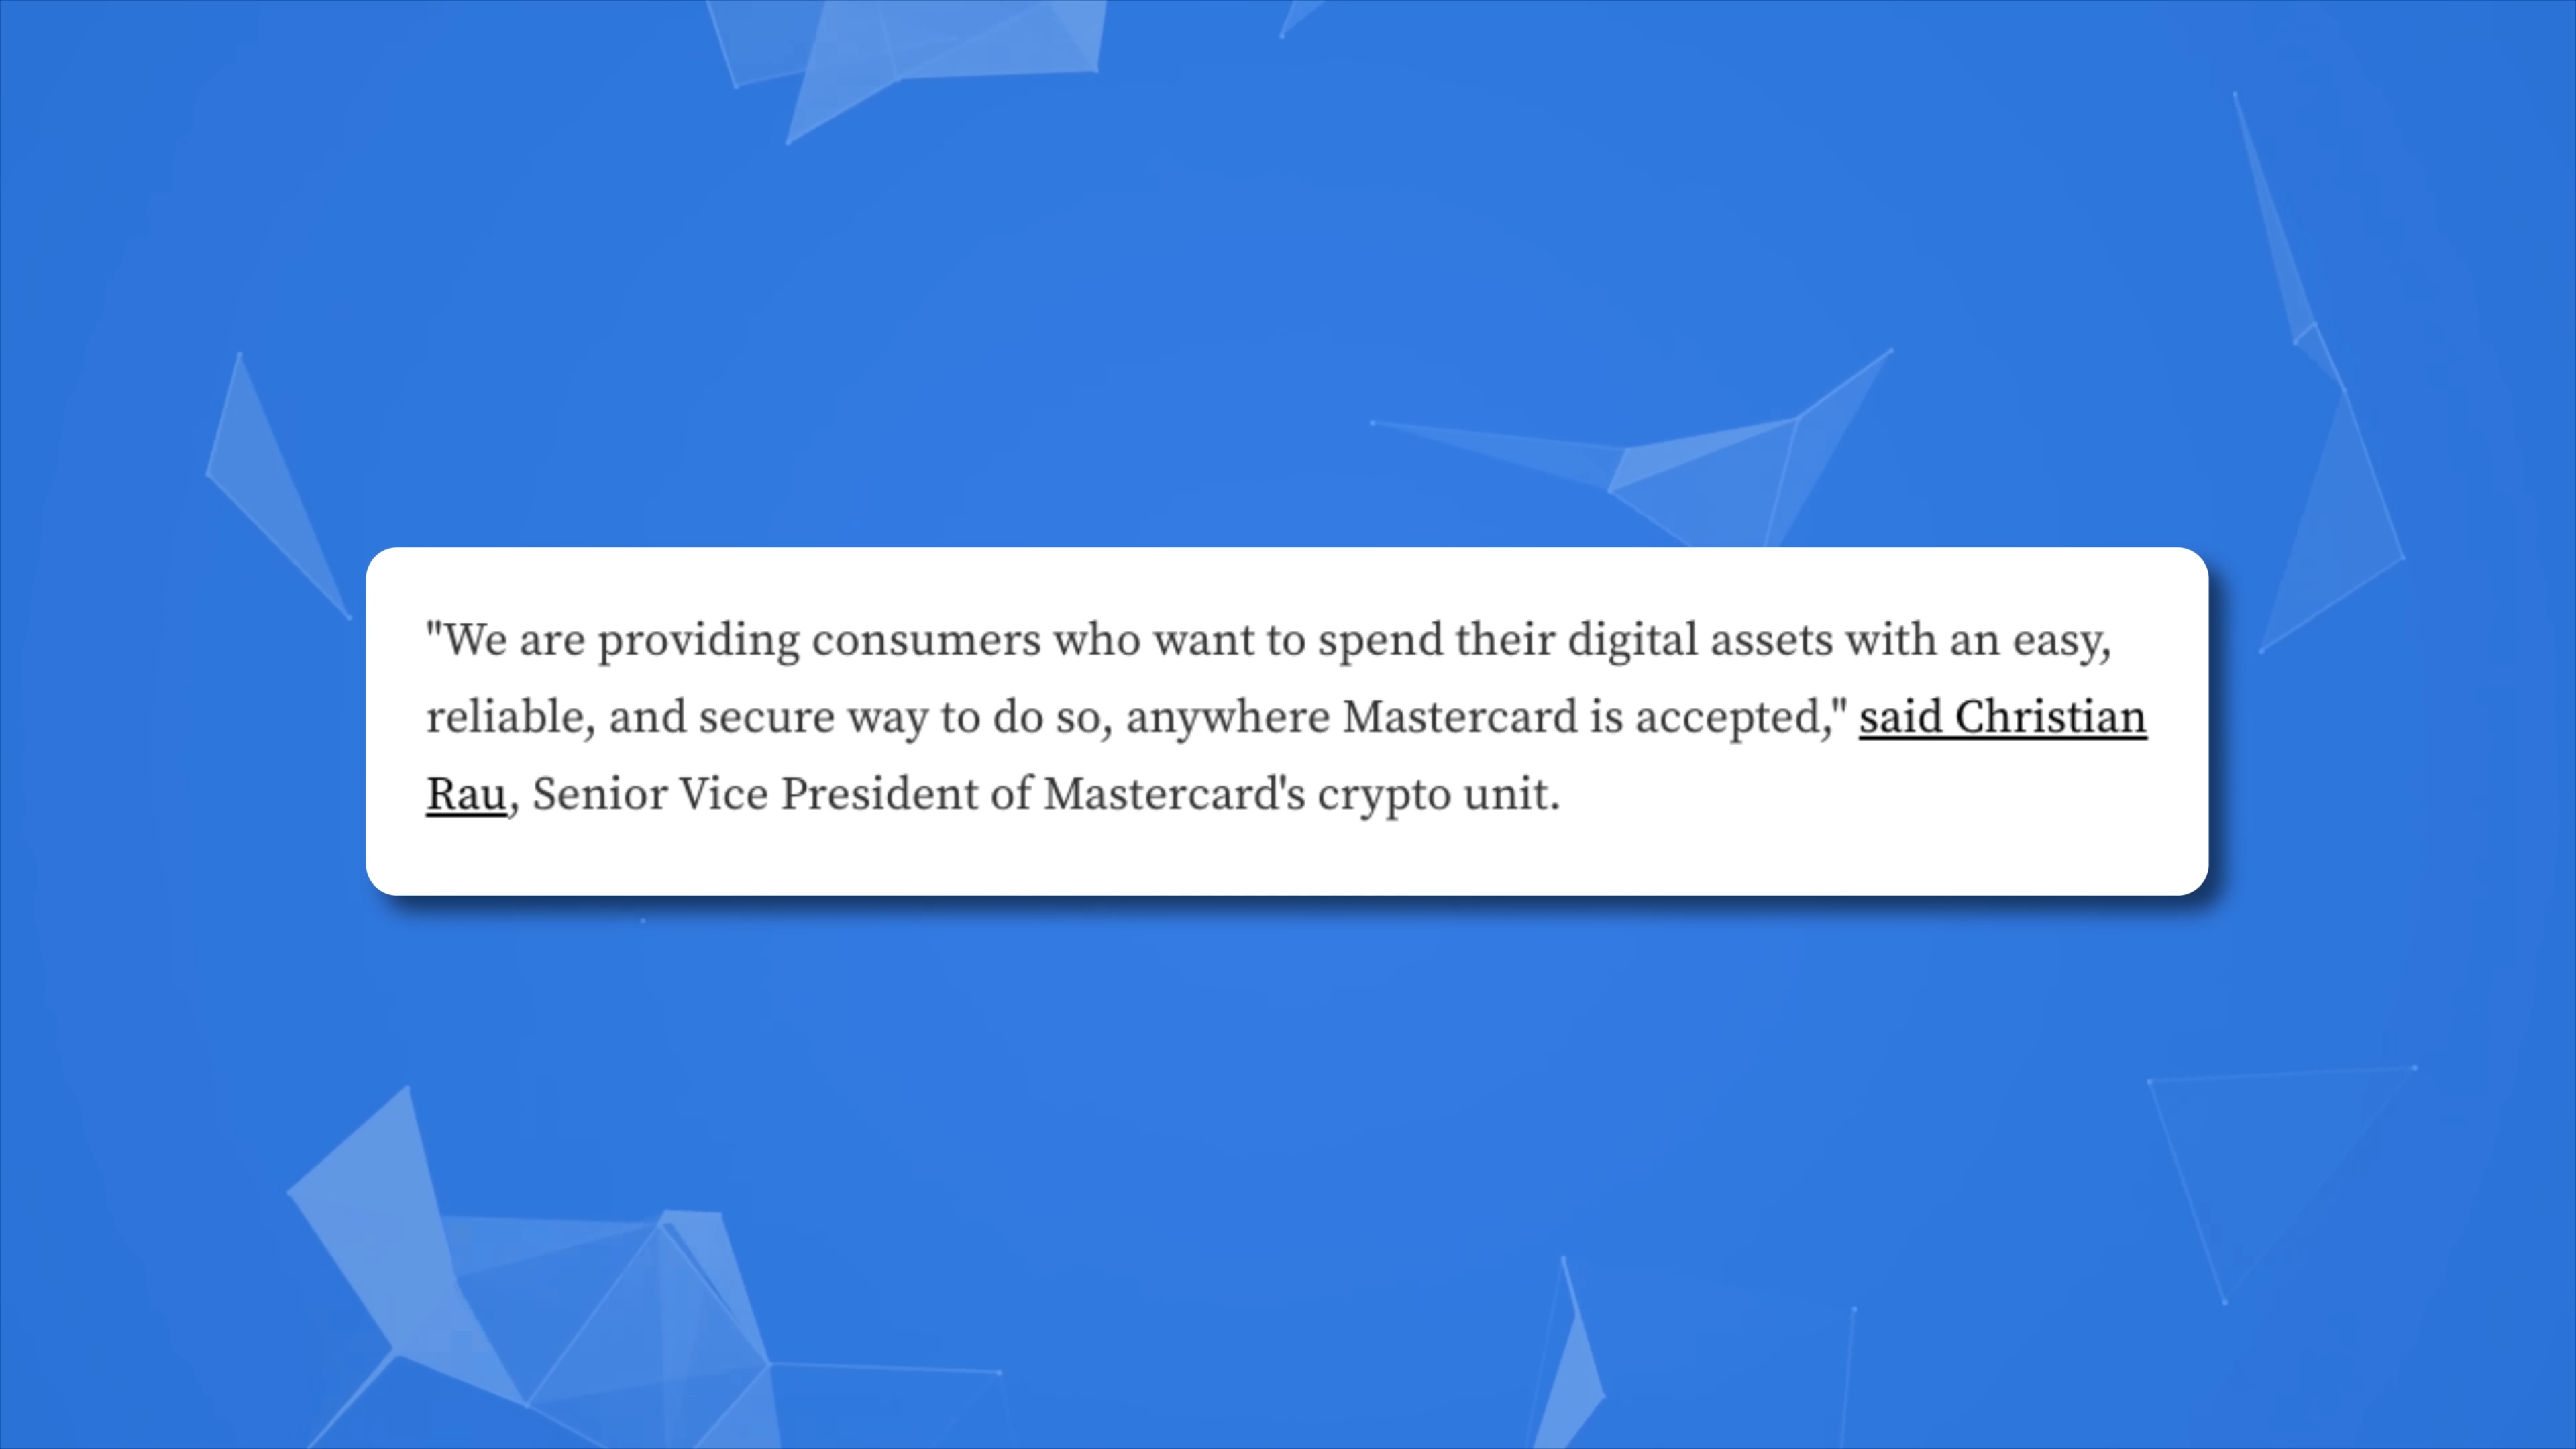 "We are providing consumers who want to spend their digital assets with an easy,
reliable, and secure way to do so, anywhere Mastercard is accepted," said Christian
Rau, Senior Vice President of Mastercard's crypto unit.